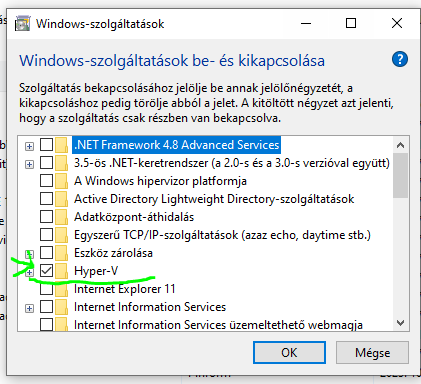 Windows-szolgáltatások
Windows-szolgáltatások be- és kikapcsolása
Szolgáltatás bekapcsolásához jelölje be annak jelölőnégyzetét, a
kikapcsoláshoz pedig törölje abból a jelet. A kitöltött négyzet azt jelenti,
hogy a szolgáltatás csak részben van bekapcsolva.
.NET Framework 4.8 Advanced Services
3.5-ös .NET-keretrendszer (a 2.0-s és a 3.0-s verzióval együtt)
A Windows hipervizor platformja
Active Directory Lightweight Directory-szolgáltatások
Adatközpont-áthidalás
Egyszerű TCP/IP-szolgáltatások (azaz echo, daytime stb.)
Eszköz zárolása
Hyper-V
Internet Explorer 11
Internet Information Services
Internet Information Services üzemeltethető webmagja
OK
Mégse